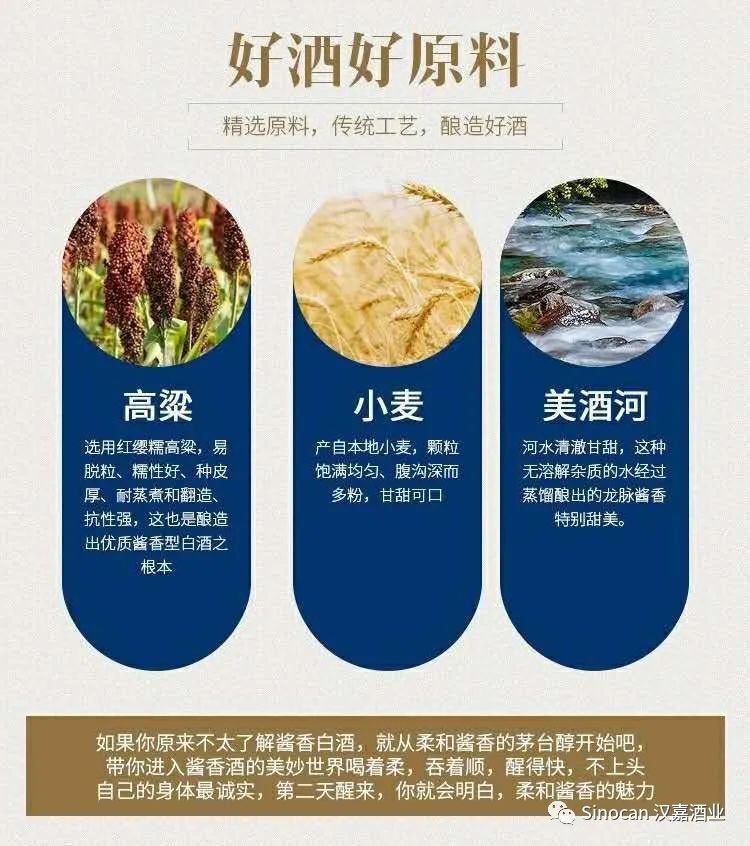 好酒好原料
精选原料，传统工艺，酿造好酒
高粱
选用红缨糯高粱，易
脱粒、糯性好、种皮
厚、耐蒸煮和翻造、
抗性强，这也是酿造
出优质酱香型白酒之
根本
小麦
产自本地小麦，颗粒
饱满均匀、腹沟深而
多粉，甘甜可口
美酒河
河水清澈甘甜，这种
无溶解杂质的水经过
蒸馏酿出的龙脉酱香
特别甜美。
如果你原来不太了解酱香白酒，就从柔和酱香的茅台醇开始吧，
带你进入酱香酒的美妙世界喝着柔，吞着顺，醒得快，不上头
自己的身体最诚实，第二天醒来，你就会明白，柔和酱香的魅力
Sinocan 汉嘉酒业